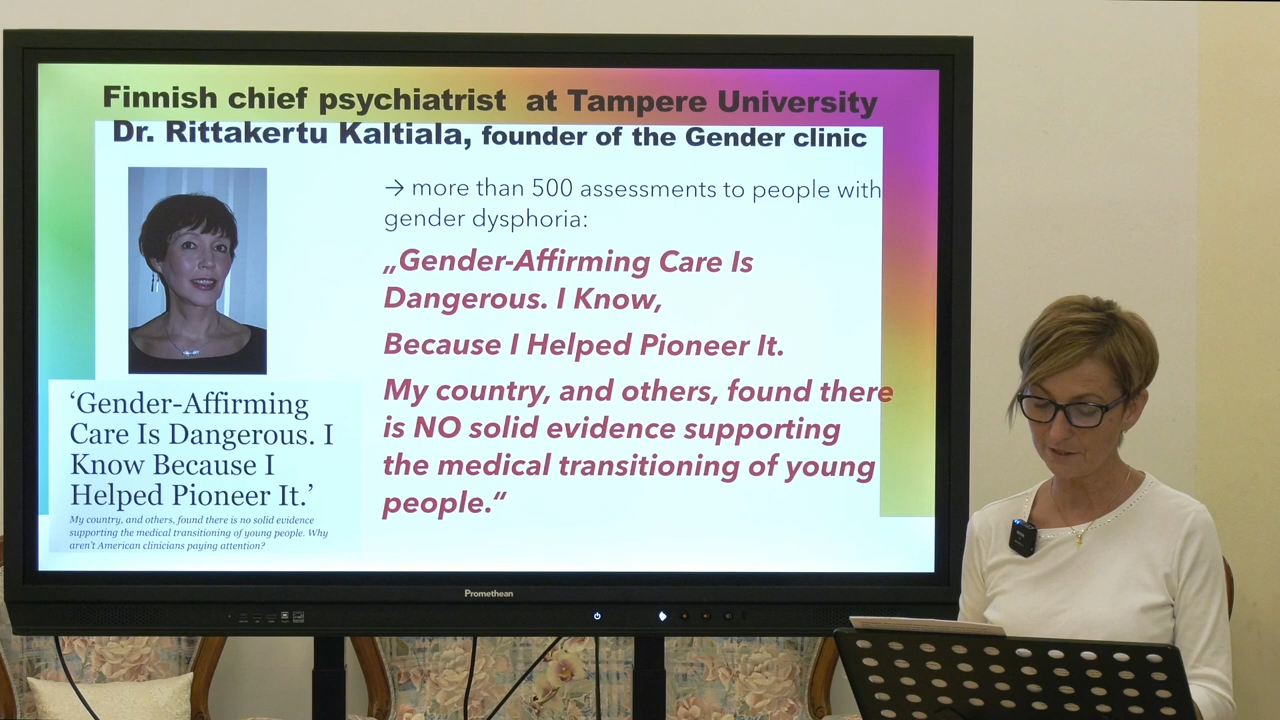 Finnish chief psychiatrist at Tampere University
Dr. Rittakertu Kaltiala, founder of the Gender clinic
→ more than 500 assessments to people with
gender dysphoria:
„Gender-Affirming Care Is
Dangerous. I Know,
Because I Helped Pioneer It.
My country, and others, found there
is NO solid evidence supporting
the medical transitioning of young
people.“
‘Gender-Affirming
Care Is Dangerous. I
Know Because I
Helped Pioneer It.’
My country, and others, found there is no solid evidence
supporting the medical transitioning of young people. Why
aren't American clinicians paying attention?
Promethean